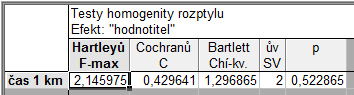 Testy homogenity rozptylu
Efekt: "hodnotitel"
Hartleyů F-max Cochranů C Bartlett Chí-kv. ův SV p
čas 1 km 2,145975 0,429641 1,296865 2 0,522865